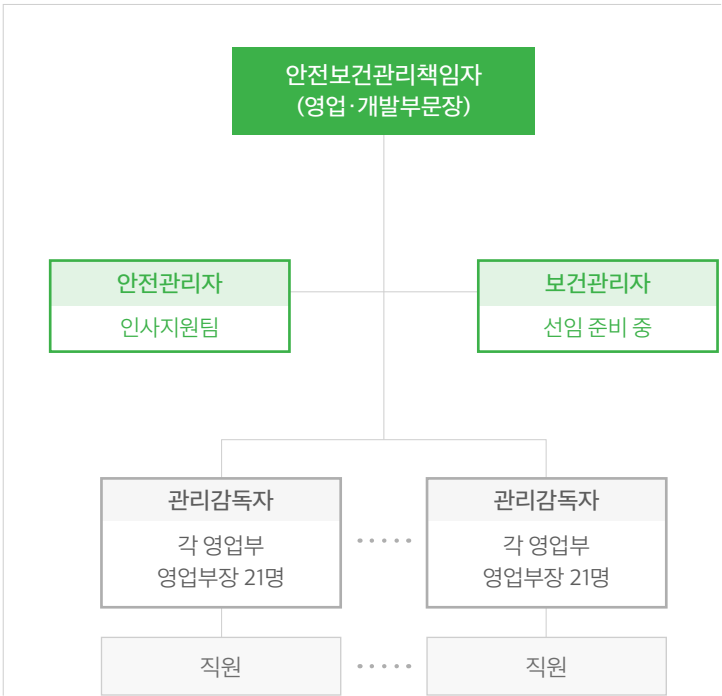 안전보건관리책임자
(영업·개발부문장)
안전관리자
인사지원팀
보건관리자
선임 준비 중
관리감독자
각 영업부
영업부장 21명
관리감독자
각 영업부
영업부장 21명
직원
직원